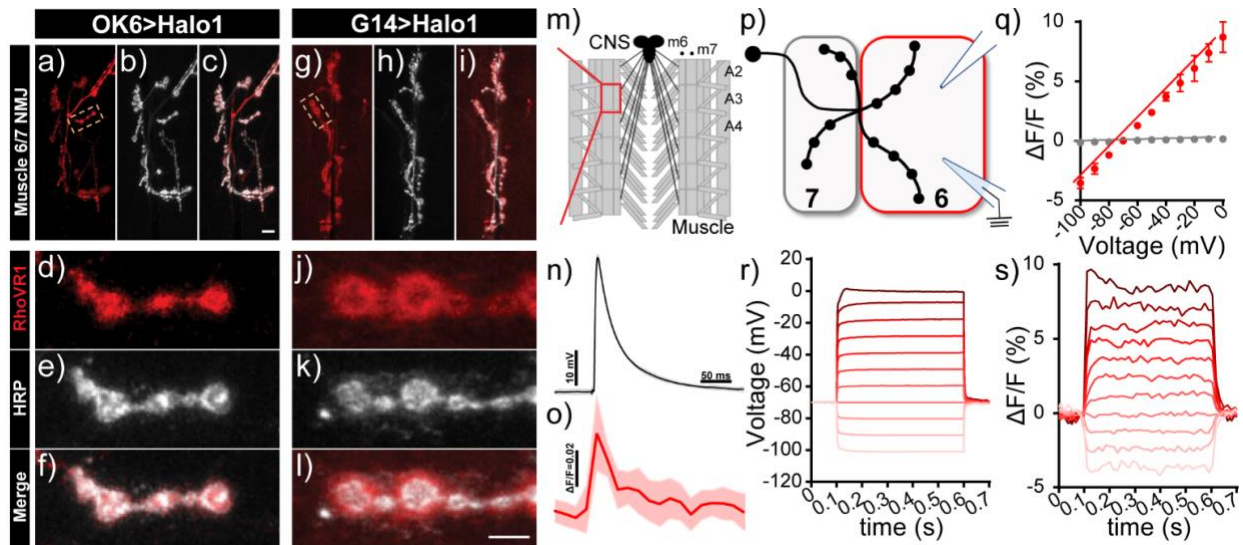 OK6>Halo1
G14>Halo1
Muscle 6/7 NMJ
a)
b)
c)
g)
h)
i)
RhoVR1
d)
j)
HRP
e)
k)
Merge
f)
l)
m)
CNS
m6
m7
A2
A3
A4
Muscle
n)
10 mV
50 ms
o)
ΔF/F=0.02
p)
7
6
q)
ΔF/F (%)
10
5
0
-5
-100
-80
-60
-40
-20
0
Voltage (mV)
r)
Voltage (mV)
0
-20
-40
-60
-80
-100
-120
0
0.1
0.2
0.3
0.4
0.5
0.6
0.7
time (s)
s)
ΔF/F (%)
10
5
0
-5
0
0.1
0.2
0.3
0.4
0.5
0.6
0.7
time (s)